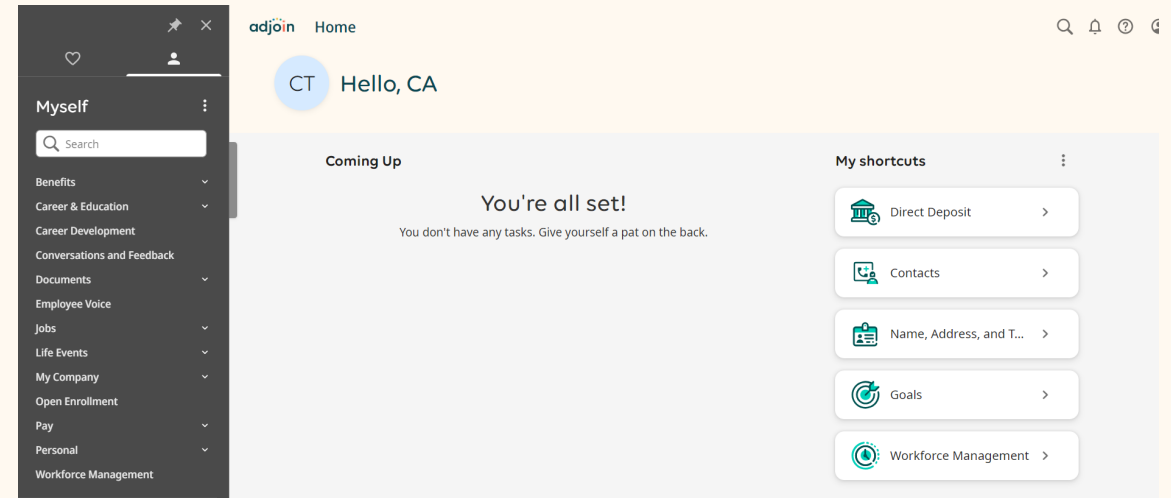 adjoin Home
CT Hello, CA
Myself
Search
Benefits
Career & Education
Career Development
Conversations and Feedback
Documents
Employee Voice
Jobs
Life Events
My Company
Open Enrollment
Pay
Personal
Workforce Management
Coming Up
You're all set!
You don't have any tasks. Give yourself a pat on the back.
My shortcuts
Direct Deposit
Contacts
Name, Address, and T...
Goals
Workforce Management